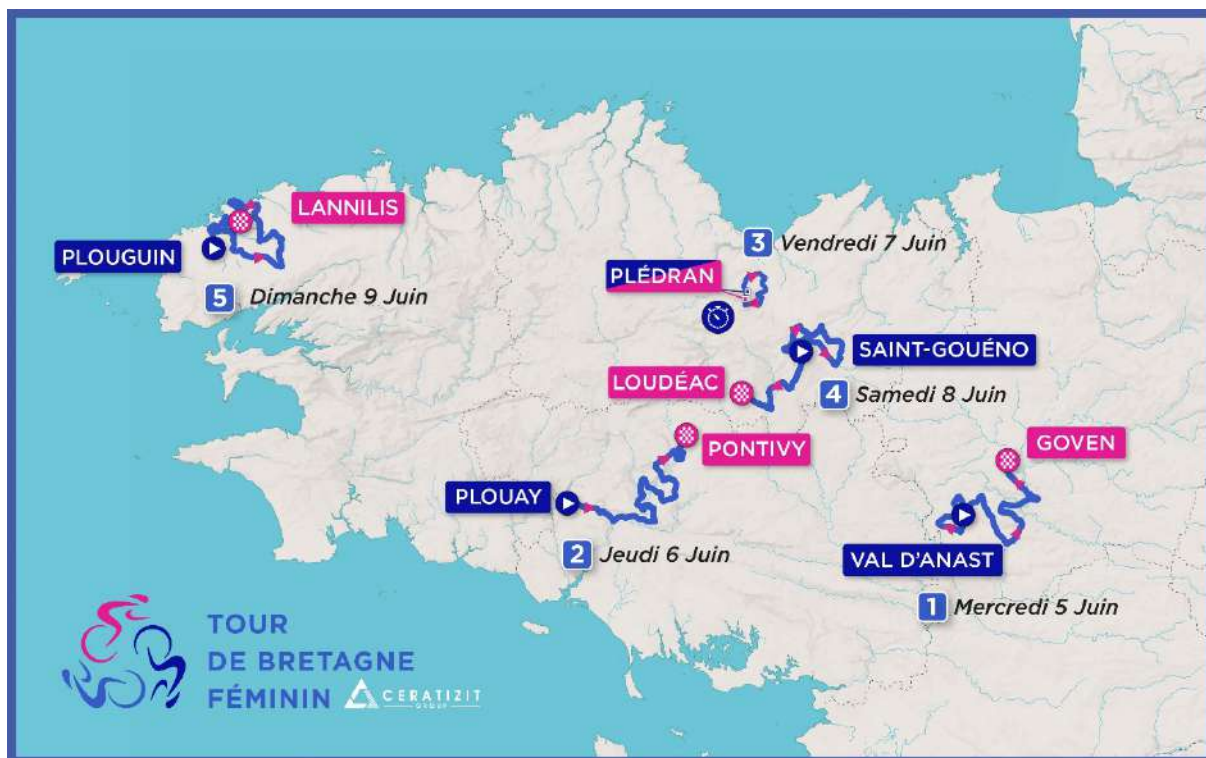 LANNILIS
PLOUGUIN
5 Dimanche 9 Juin
3 Vendredi 7 Juin
PLÉDRAN
SAINT-GOUÉNO
LOUDÉAC
4 Samedi 8 Juin
PONTIVY
GOVEN
PLOUAY
2 Jeudi 6 Juin
VAL D'ANAST
1 Mercredi 5 Juin
TOUR
DE BRETAGNE
FÉMININ
CERATIZIT
GROUP